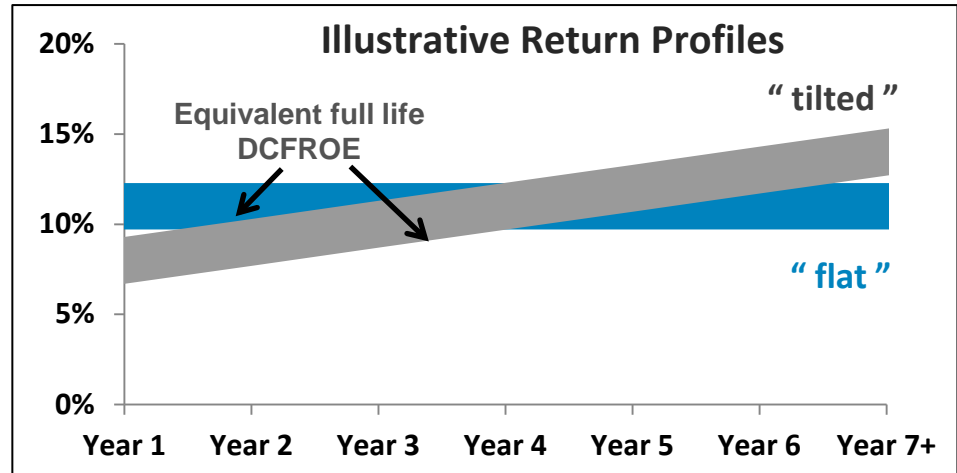 Illustrative Return Profiles
20%
“ tilted ”
Equivalent full life
DCFROE
15%
10%
“ flat ”
5%
0%
Year 1 Year 2 Year 3 Year 4 Year 5 Year 6 Year 7+